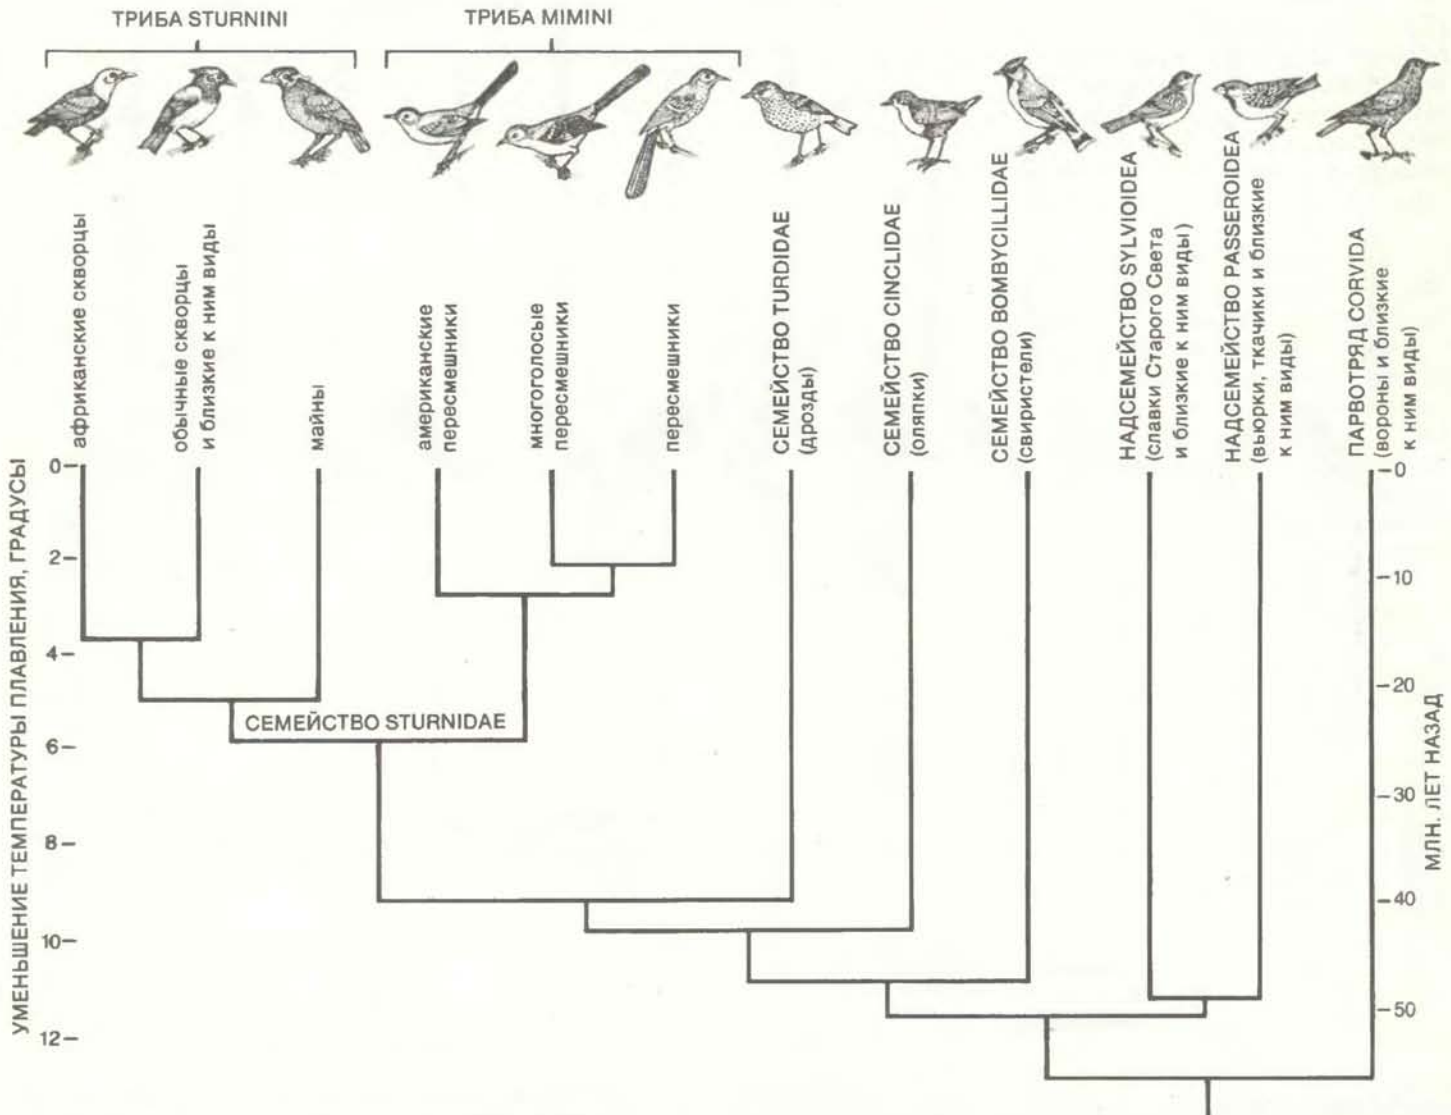 ТРИБА STURNINI
ТРИБА MIMINI
африканские скворцы
обычные скворцы
и близкие к ним виды
майны
американские
пересмешники
многоголосые
пересмешники
пересмешники
СЕМЕЙСТВО TURDIDAE
(дрозды)
СЕМЕЙСТВО CINCLIDAE
(оляпки)
СЕМЕЙСТВО BOMBYCILLIDAE
(свиристели)
НАДСЕМЕЙСТВО SYLVIOIDEA
(славки Старого Света
и близкие к ним виды)
НАДСЕМЕЙСТВО PASSEROIDEA
(вьюрки, ткачики и близкие
к ним виды)
ПАРВОТРЯД CORVIDA
(вороны и близкие
к ним виды)
УМЕНЬШЕНИЕ ТЕМПЕРАТУРЫ ПЛАВЛЕНИЯ, ГРАДУСЫ
0
2
4
6
8
10
12
СЕМЕЙСТВО STURNIDAE
0
10
20
30
40
50
МЛН. ЛЕТ НАЗАД